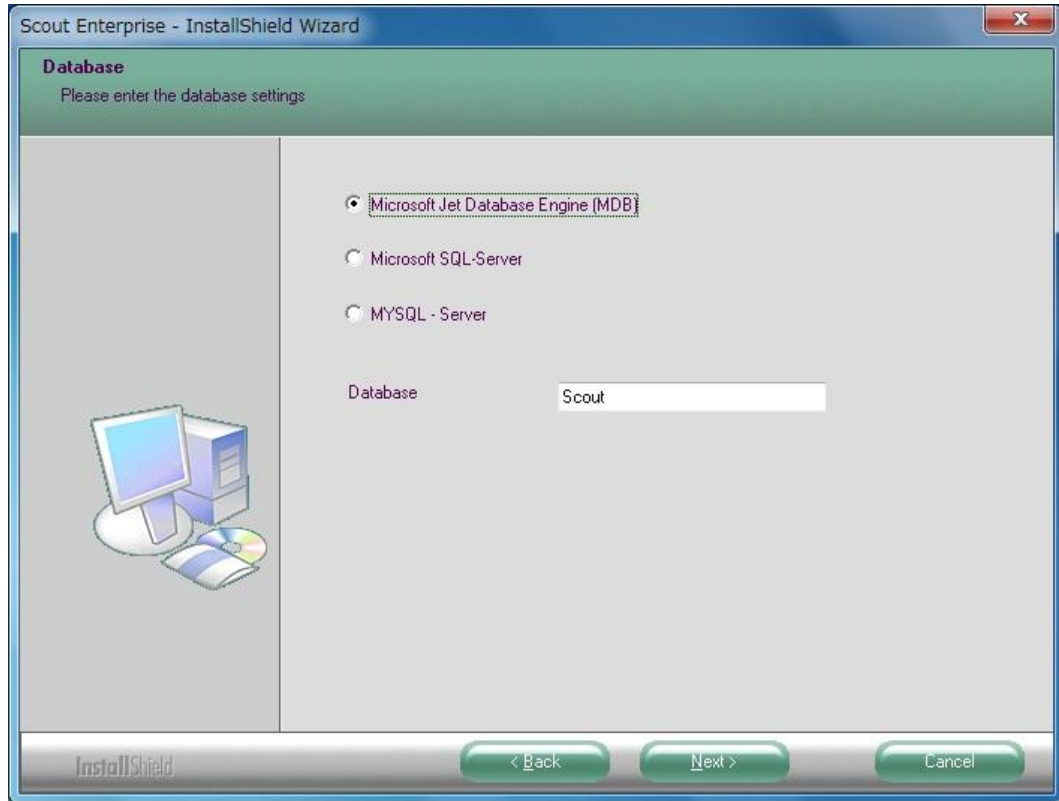 Scout Enterprise - InstallShield Wizard
Database
Please enter the database settings
Microsoft Jet Database Engine (MDB)
Microsoft SQL-Server
MYSQL - Server
Database Scout
InstallShield
< Back Next > Cancel